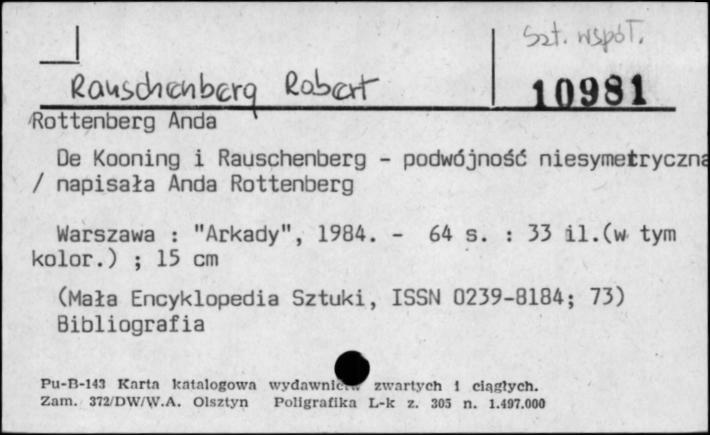 Szt. współ.
Rauschenberg Robert
10981
Rottenberg Anda
De Kooning i Rauschenberg - podwójność niesymetryczna
/ napisała Anda Rottenberg
Warszawa : "Arkady", 1984. - 64 s. : 33 il.(w tym
kolor.) ; 15 cm
(Mała Encyklopedia Sztuki, ISSN 0239-8184; 73)
Bibliografia
Pu-B-143 Karta katalogowa wydawnictw zwartych i ciągłych.
Zam. 372/DW/W.A. Olsztyn Poligrafika L-k z. 305 n. 1.497.000